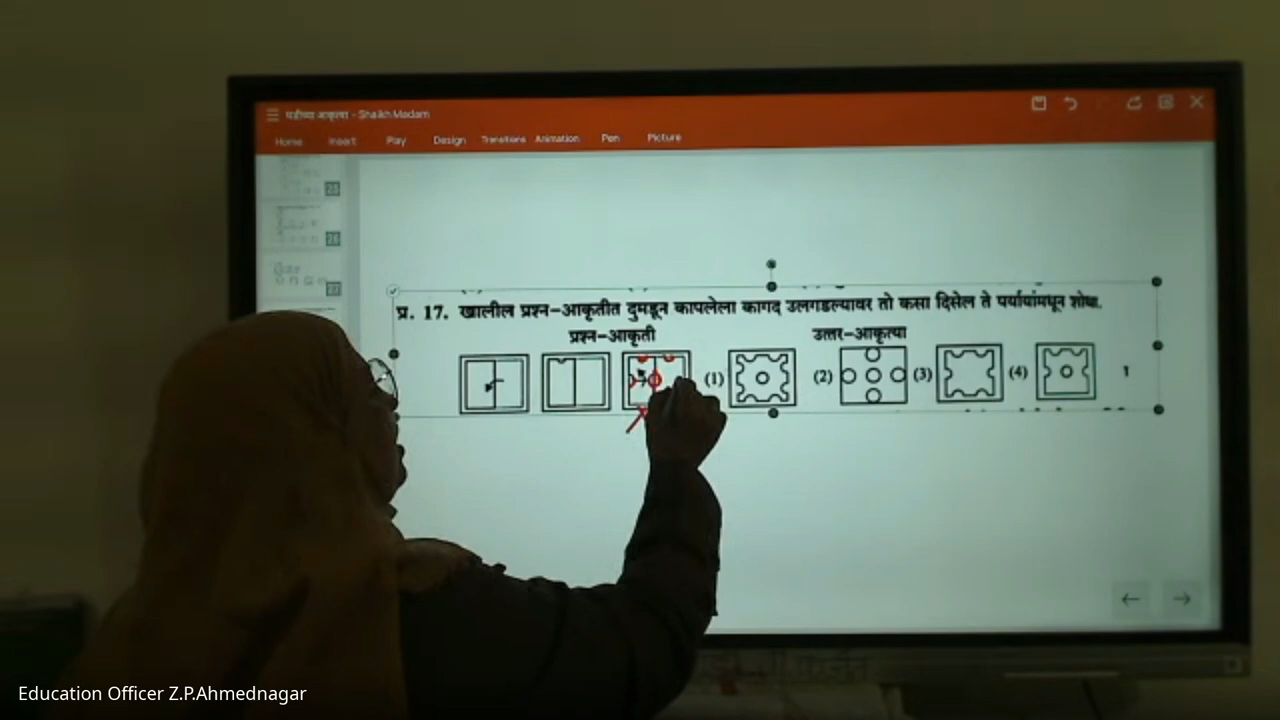 घडीच्या आकृत्या - Shaikh Madam
Home Insert Play Design Transitions Animation Pen Picture
प्र. 17. खालील प्रश्न-आकृतीत दुमडून कापलेला कागद उलगडल्यावर तो कसा दिसेल ते पर्यायांमधून शोधा.
प्रश्न-आकृती उत्तर-आकृत्या
(1) (2) (3) (4) 1
Education Officer Z.P.Ahmednagar